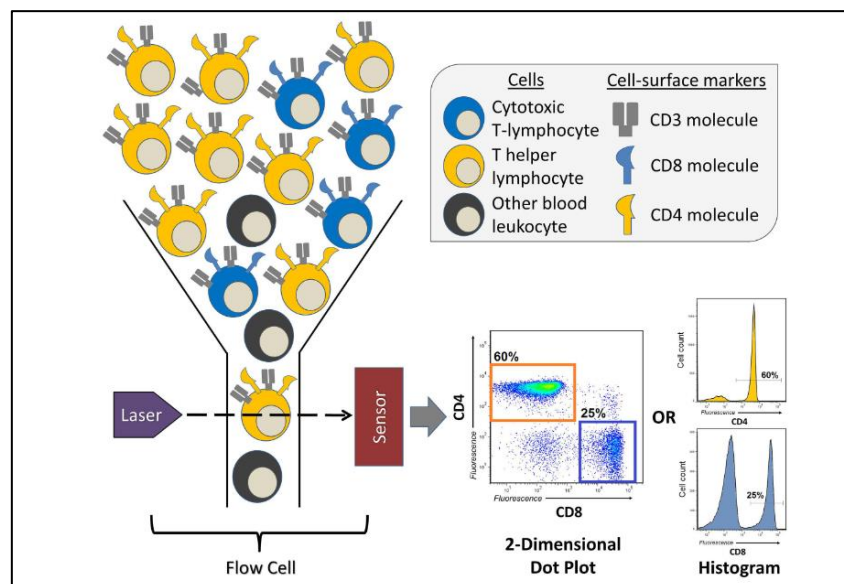 Cells
Cytotoxic
T-lymphocyte
T helper
lymphocyte
Other blood
leukocyte
Cell-surface markers
CD3 molecule
CD8 molecule
CD4 molecule
Laser
Sensor
Flow Cell
60%
25%
CD4
Fluorescence
Fluorescence
CD8
2-Dimensional
Dot Plot
OR
Cell count
60%
Fluorescence
CD4
Cell count
25%
Fluorescence
CD8
Histogram